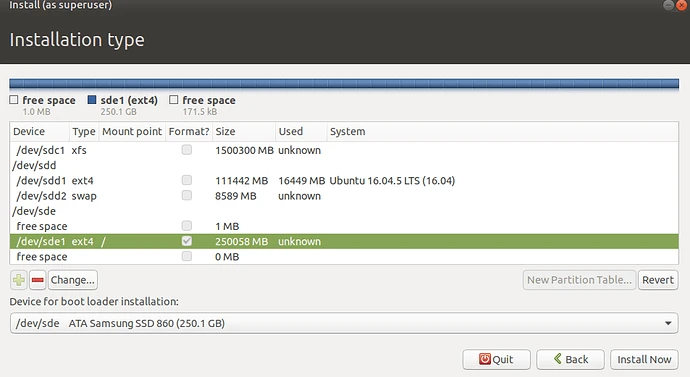 Install (as superuser)
Installation type
free space sde1 (ext4) free space
1.0 MB 250.1 GB 171.5 kB
Device Type Mount point Format? Size Used System
/dev/sdc1 xfs 1500300 MB unknown
/dev/sdd
/dev/sdd1 ext4 111442 MB 16449 MB Ubuntu 16.04.5 LTS (16.04)
/dev/sdd2 swap 8589 MB unknown
/dev/sde
free space 1 MB
/dev/sde1 ext4 / 250058 MB unknown
free space 0 MB
Change... New Partition Table... Revert
Device for boot loader installation:
/dev/sde ATA Samsung SSD 860 (250.1 GB)
Quit Back Install Now